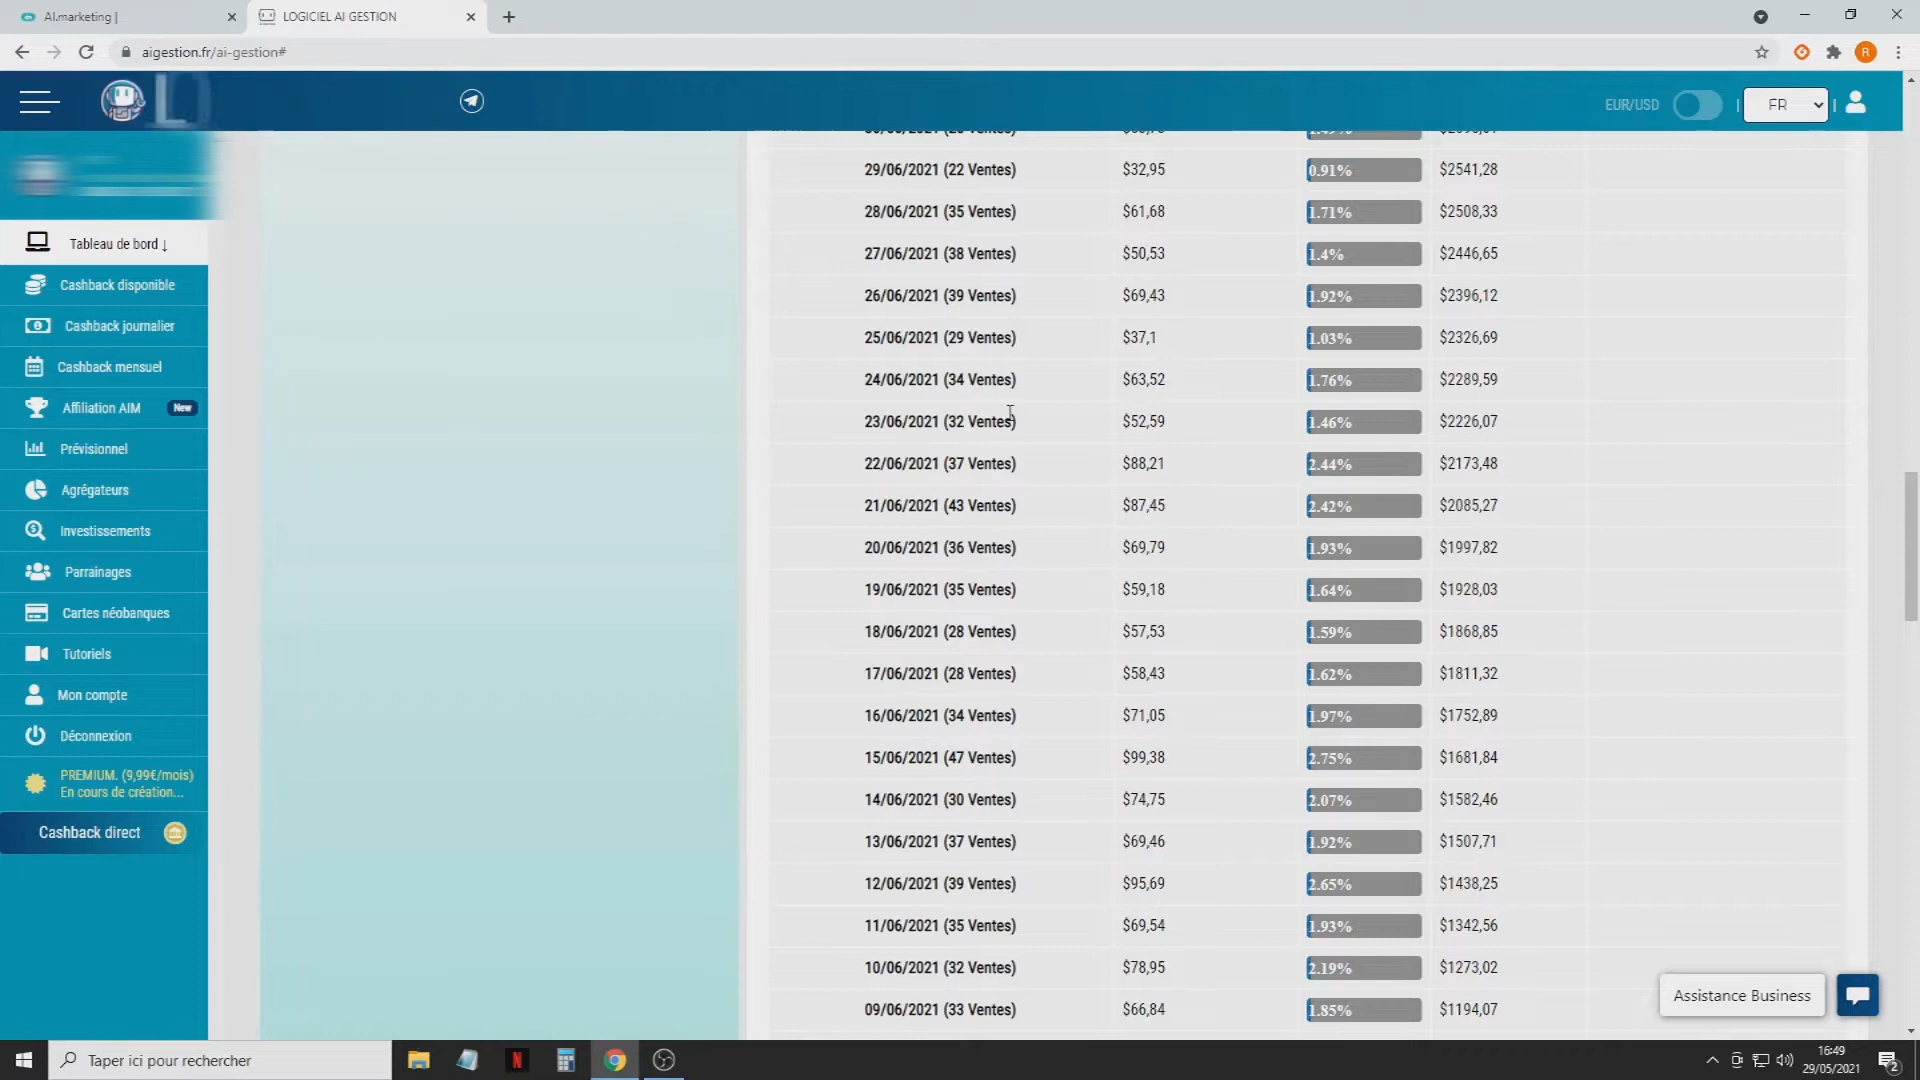 AI.marketing |
LOGICIEL AI GESTION
aigestion.fr/ai-gestion#
R
EUR/USD
|
FR
|
Tableau de bord ↓
Cashback disponible
Cashback journalier
Cashback mensuel
Affiliation AIM New
Prévisionnel
Agrégateurs
Investissements
Parrainages
Cartes néobanques
Tutoriels
Mon compte
Déconnexion
PREMIUM. (9,99€/mois)
En cours de création...
Cashback direct
29/06/2021 (22 Ventes) $32,95 0.91% $2541,28
28/06/2021 (35 Ventes) $61,68 1.71% $2508,33
27/06/2021 (38 Ventes) $50,53 1.4% $2446,65
26/06/2021 (39 Ventes) $69,43 1.92% $2396,12
25/06/2021 (29 Ventes) $37,1 1.03% $2326,69
24/06/2021 (34 Ventes) $63,52 1.76% $2289,59
23/06/2021 (32 Ventes) $52,59 1.46% $2226,07
22/06/2021 (37 Ventes) $88,21 2.44% $2173,48
21/06/2021 (43 Ventes) $87,45 2.42% $2085,27
20/06/2021 (36 Ventes) $69,79 1.93% $1997,82
19/06/2021 (35 Ventes) $59,18 1.64% $1928,03
18/06/2021 (28 Ventes) $57,53 1.59% $1868,85
17/06/2021 (28 Ventes) $58,43 1.62% $1811,32
16/06/2021 (34 Ventes) $71,05 1.97% $1752,89
15/06/2021 (47 Ventes) $99,38 2.75% $1681,84
14/06/2021 (30 Ventes) $74,75 2.07% $1582,46
13/06/2021 (37 Ventes) $69,46 1.92% $1507,71
12/06/2021 (39 Ventes) $95,69 2.65% $1438,25
11/06/2021 (35 Ventes) $69,54 1.93% $1342,56
10/06/2021 (32 Ventes) $78,95 2.19% $1273,02
09/06/2021 (33 Ventes) $66,84 1.85% $1194,07
Assistance Business
Taper ici pour rechercher
N
16:49
29/05/2021
2